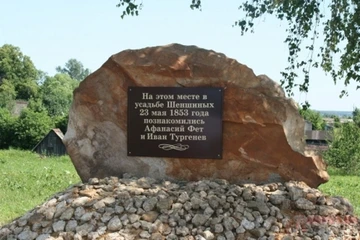 На этом месте в
усадьбе Шеншиных
23 мая 1853 года
познакомились
Афанасий Фет
и Иван Тургенев